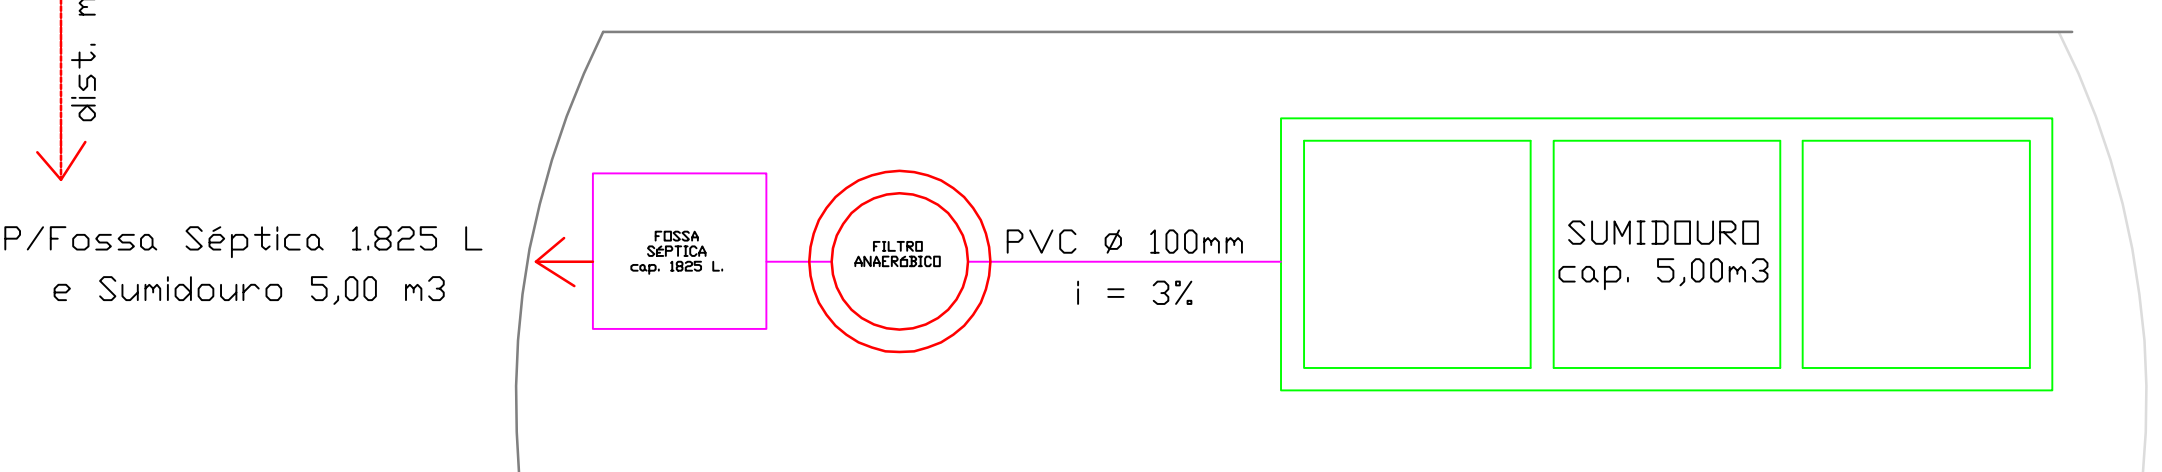 dist.
P/Fossa Séptica 1.825 L
e Sumidouro 5,00 m3
FOSSA
SÉPTICA
cap. 1825 L.
FILTRO
ANAERÓBICO
PVC Ø 100mm
i = 3%
SUMIDOURO
cap. 5,00m3